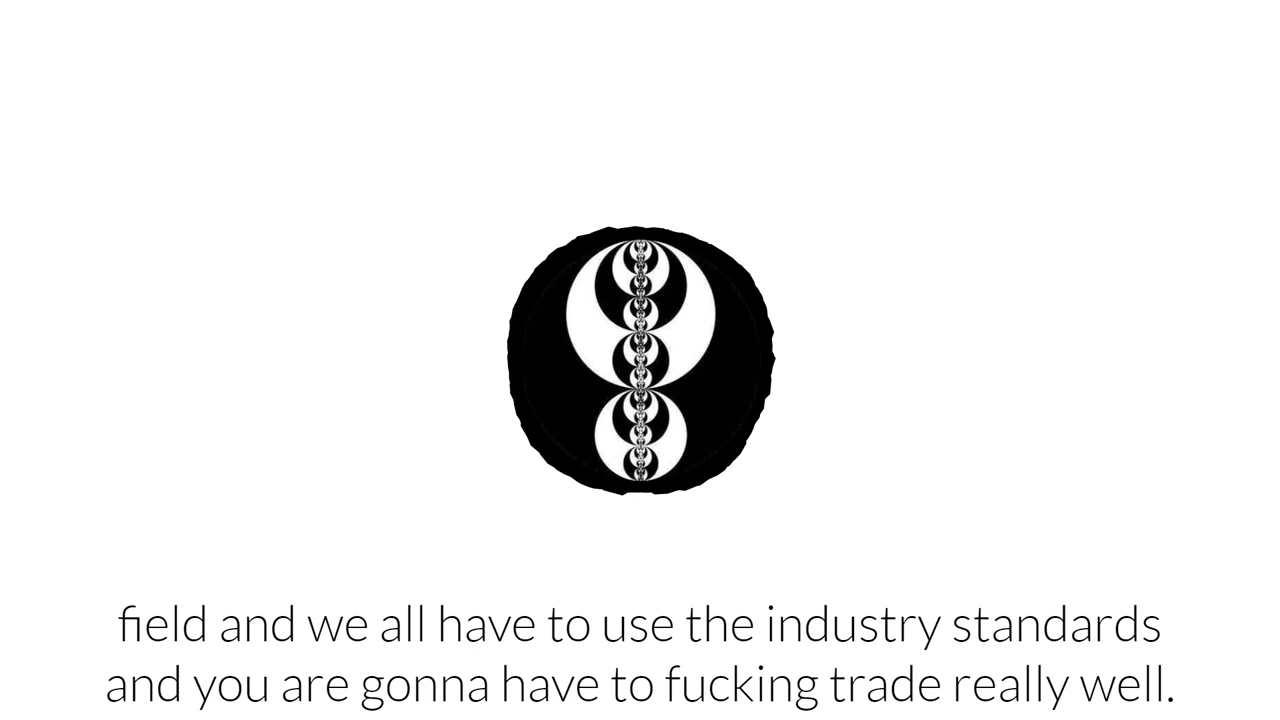 field and we all have to use the industry standards
and you are gonna have to fucking trade really well.